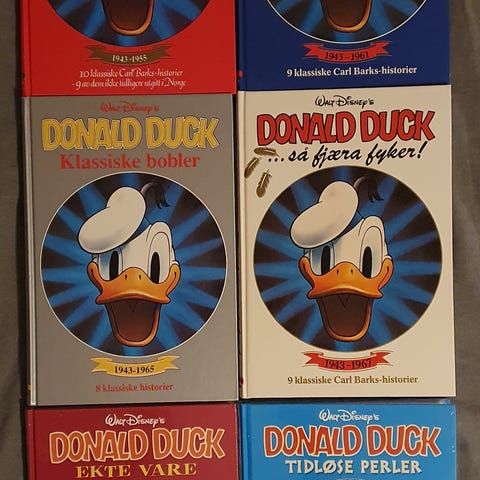 1943-1955
10 klassiske Carl Barks-historier
- 9 av dem ikke tidligere utgitt i Norge
1943-1961
9 klassiske Carl Barks-historier
Walt Disney's
DONALD DUCK
Klassiske bobler
1943-1965
8 klassiske historier
Walt Disney's
DONALD DUCK
...så fjæra fyker!
1943-1967
9 klassiske Carl Barks-historier
Walt Disney's
DONALD DUCK
EKTE VARE
Walt Disney's
DONALD DUCK
TIDLØSE PERLER